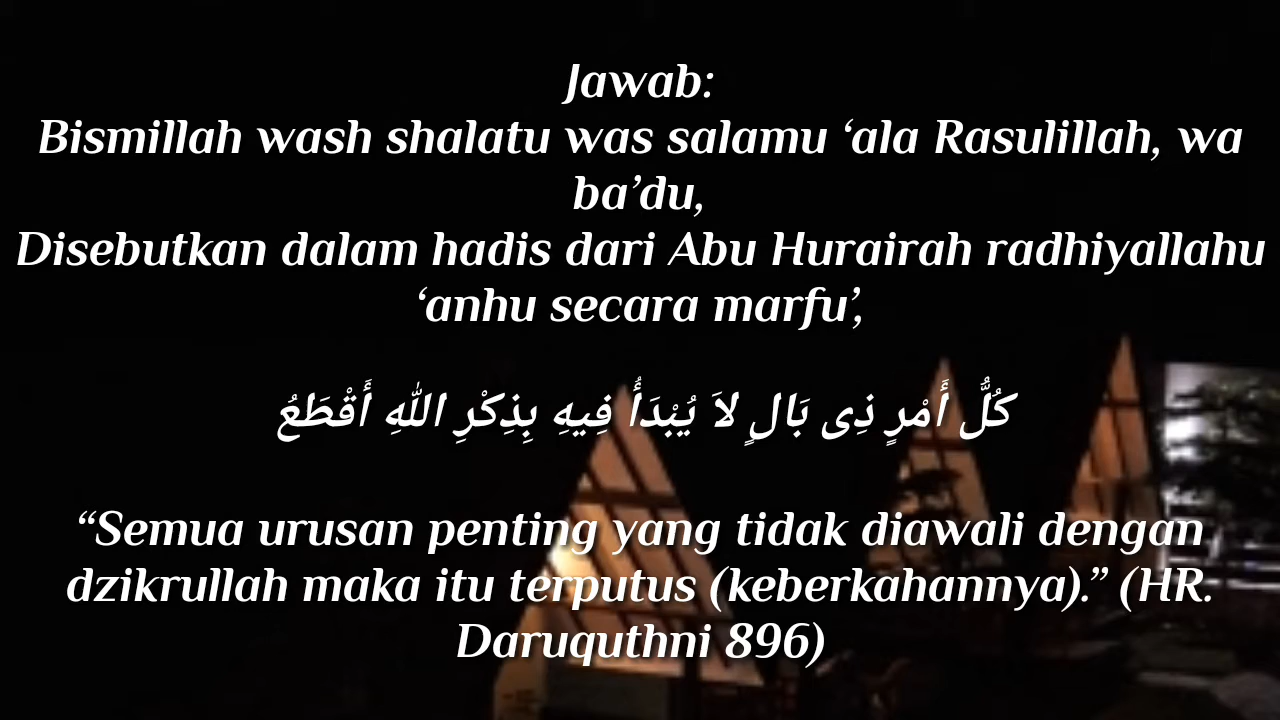 Jawab:
Bismillah wash shalatu was salamu ‘ala Rasulillah, wa
ba’du,
Disebutkan dalam hadis dari Abu Hurairah radhiyallahu
‘anhu secara marfu’,
كُلُّ أَمْرٍ ذِى بَالٍ لاَ يُبْدَأُ فِيهِ بِذِكْرِ اللهِ أَقْطَعُ
“Semua urusan penting yang tidak diawali dengan
dzikrullah maka itu terputus (keberkahannya).” (HR.
Daruquthni 896)